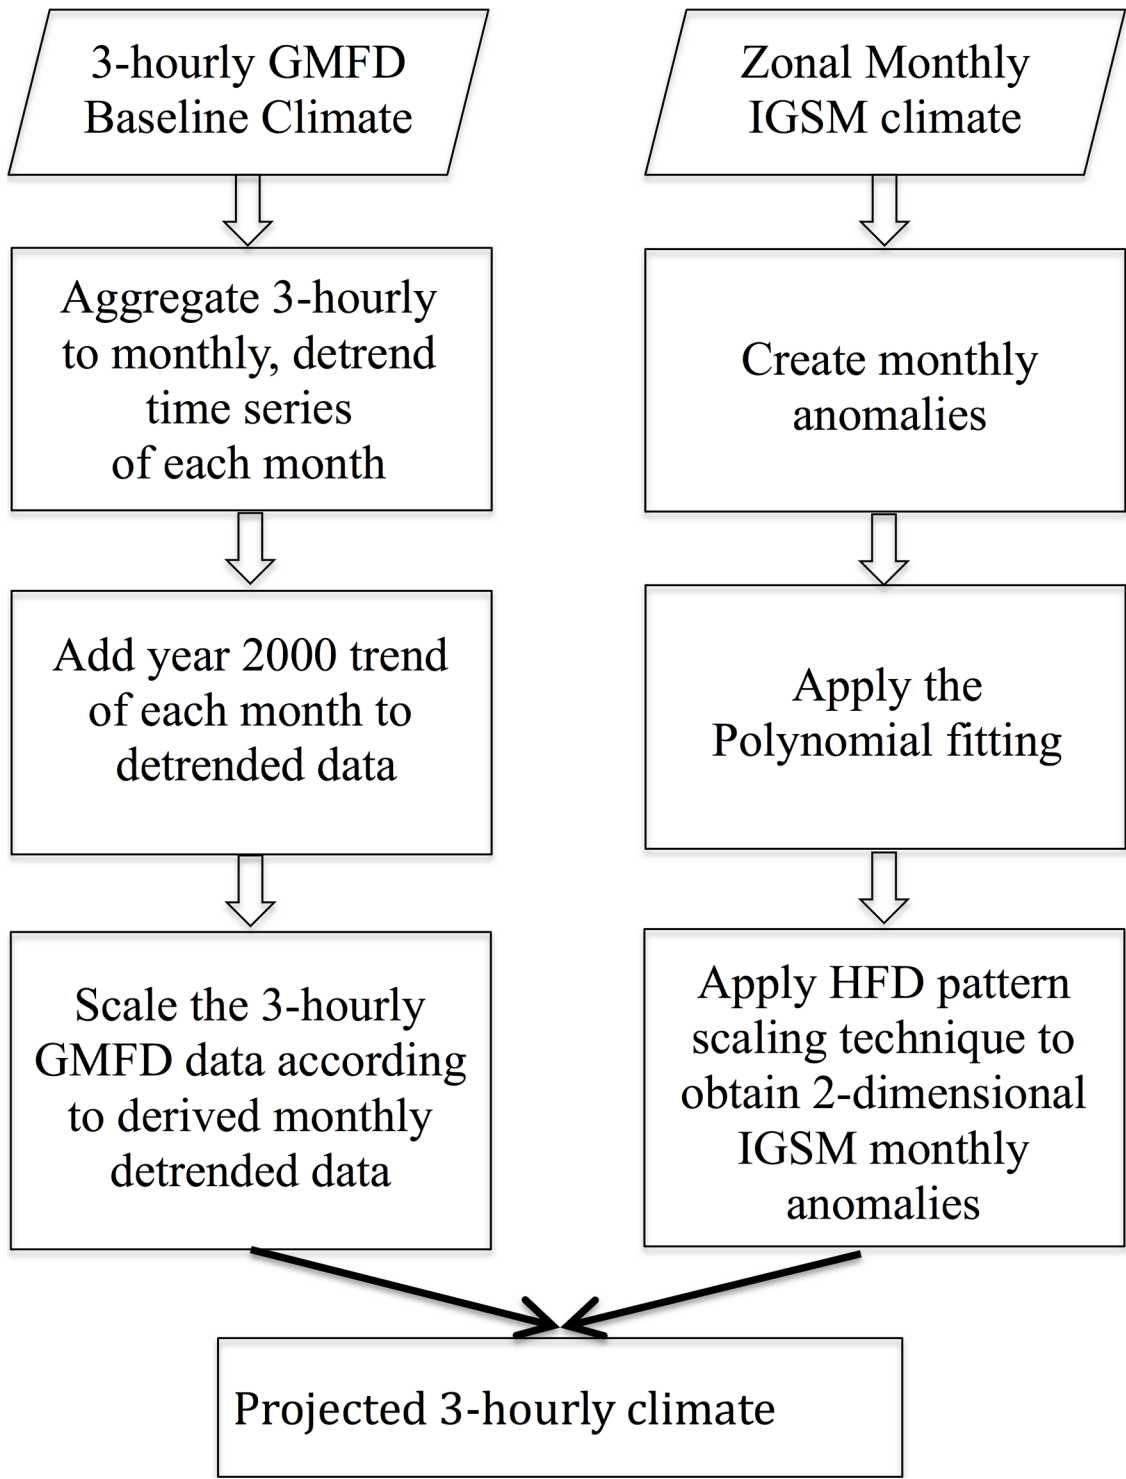 3-hourly GMFD
Baseline Climate
Aggregate 3-hourly
to monthly, detrend
time series
of each month
Add year 2000 trend
of each month to
detrended data
Scale the 3-hourly
GMFD data according
to derived monthly
detrended data
Zonal Monthly
IGSM climate
Create monthly
anomalies
Apply the
Polynomial fitting
Apply HFD pattern
scaling technique to
obtain 2-dimensional
IGSM monthly
anomalies
Projected 3-hourly climate